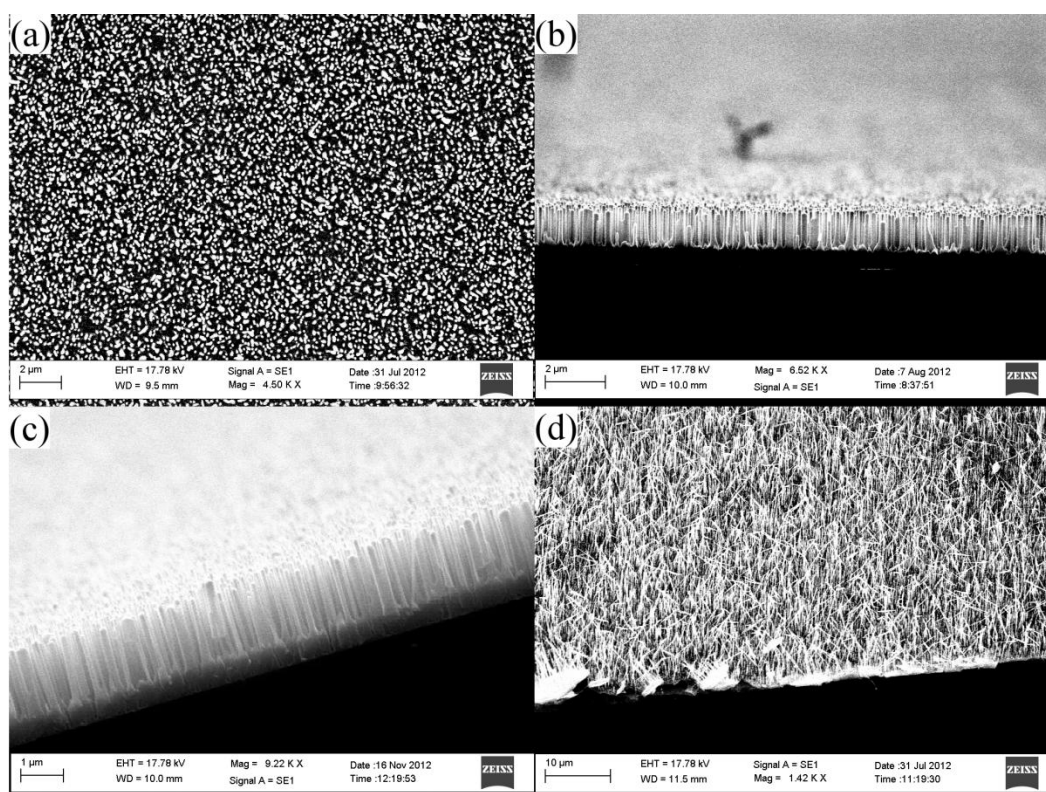 (a)
2 µm
EHT = 17.78 kV Signal A = SE1 Date :31 Jul 2012
WD = 9.5 mm Mag = 4.50 K X Time :9:56:32
ZEISS
(b)
2 µm
EHT = 17.78 kV Mag = 6.52 K X Date :7 Aug 2012
WD = 10.0 mm Signal A = SE1 Time :8:37:51
ZEISS
(c)
1 µm
EHT = 17.78 kV Mag = 9.22 K X Date :16 Nov 2012
WD = 10.0 mm Signal A = SE1 Time :12:19:53
ZEISS
(d)
10 µm
EHT = 17.78 kV Signal A = SE1 Date :31 Jul 2012
WD = 11.5 mm Mag = 1.42 K X Time :11:19:30
ZEISS